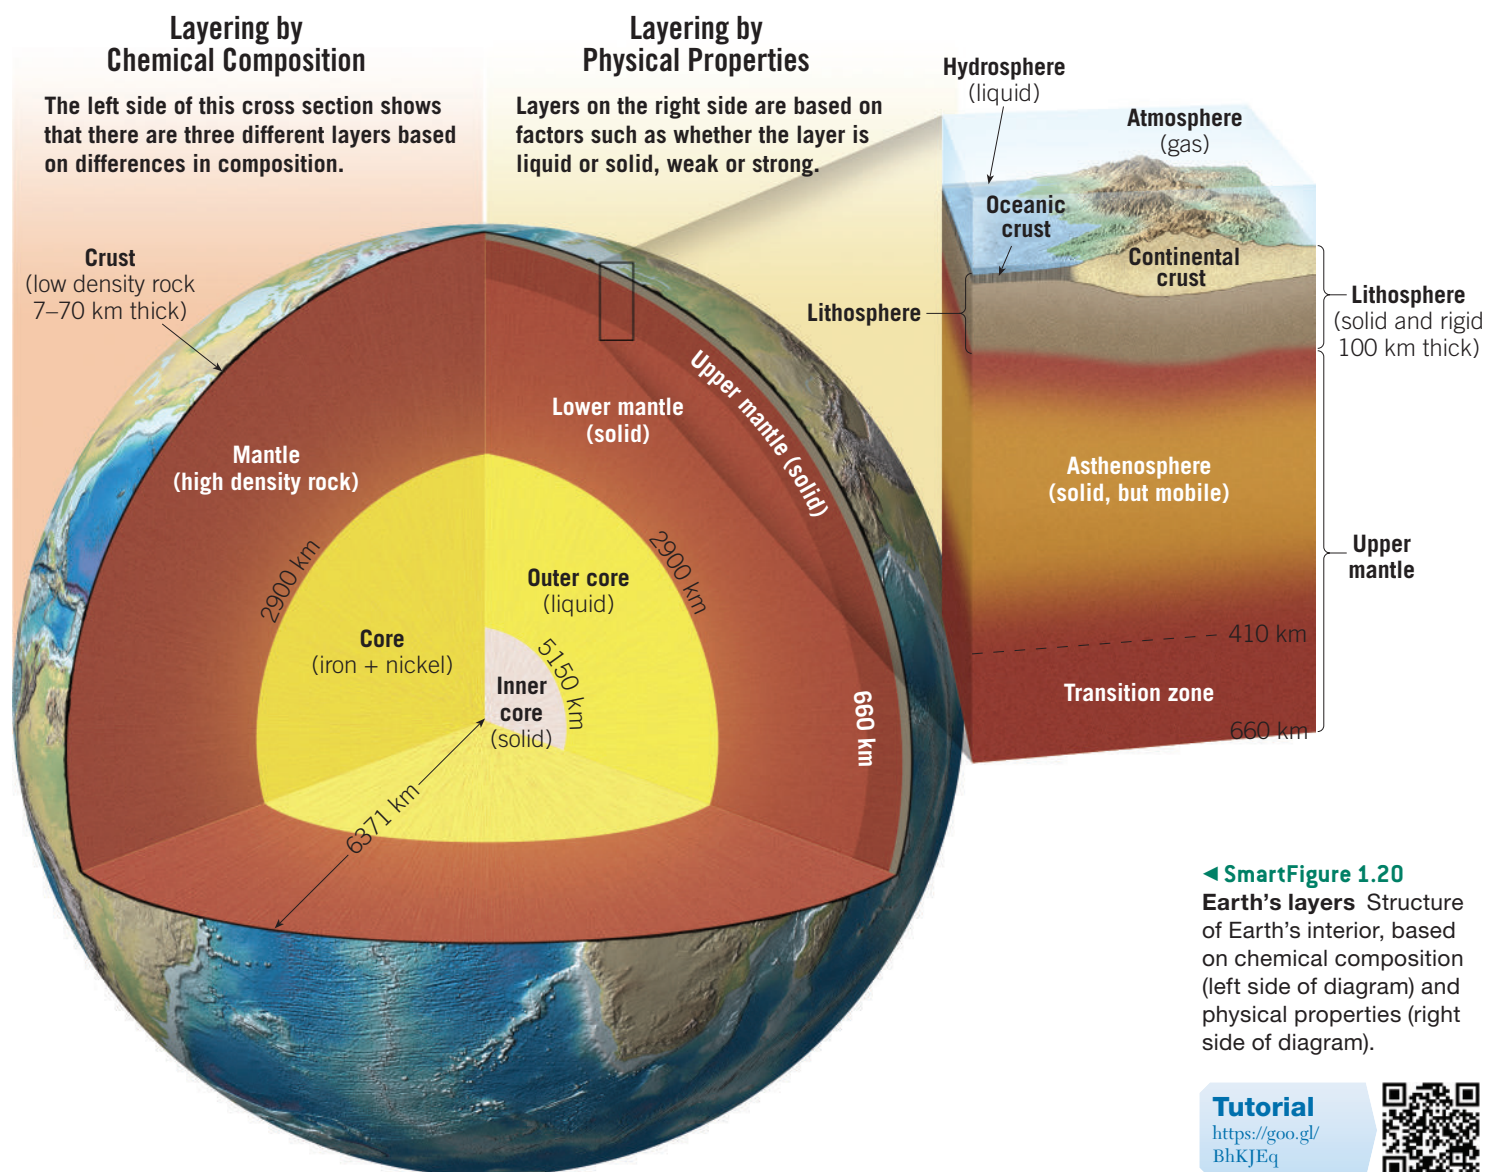 Layering by
Chemical Composition
The left side of this cross section shows
that there are three different layers based
on differences in composition.
Layering by
Physical Properties
Layers on the right side are based on
factors such as whether the layer is
liquid or solid, weak or strong.
Hydrosphere
(liquid)
Atmosphere
(gas)
Oceanic
crust
Continental
crust
Lithosphere
Lithosphere
(solid and rigid
100 km thick)
Crust
(low density rock
7–70 km thick)
Mantle
(high density rock)
Lower mantle
(solid)
Upper mantle (solid)
Asthenosphere
(solid, but mobile)
Upper
mantle
2900 km
2900 km
Outer core
(liquid)
Core
(iron + nickel)
5150 km
Inner
core
(solid)
660 km
410 km
Transition zone
660 km
6371 km
◄ SmartFigure 1.20
Earth's layers Structure
of Earth's interior, based
on chemical composition
(left side of diagram) and
physical properties (right
side of diagram).
Tutorial
https://goo.gl/
BhKJEq